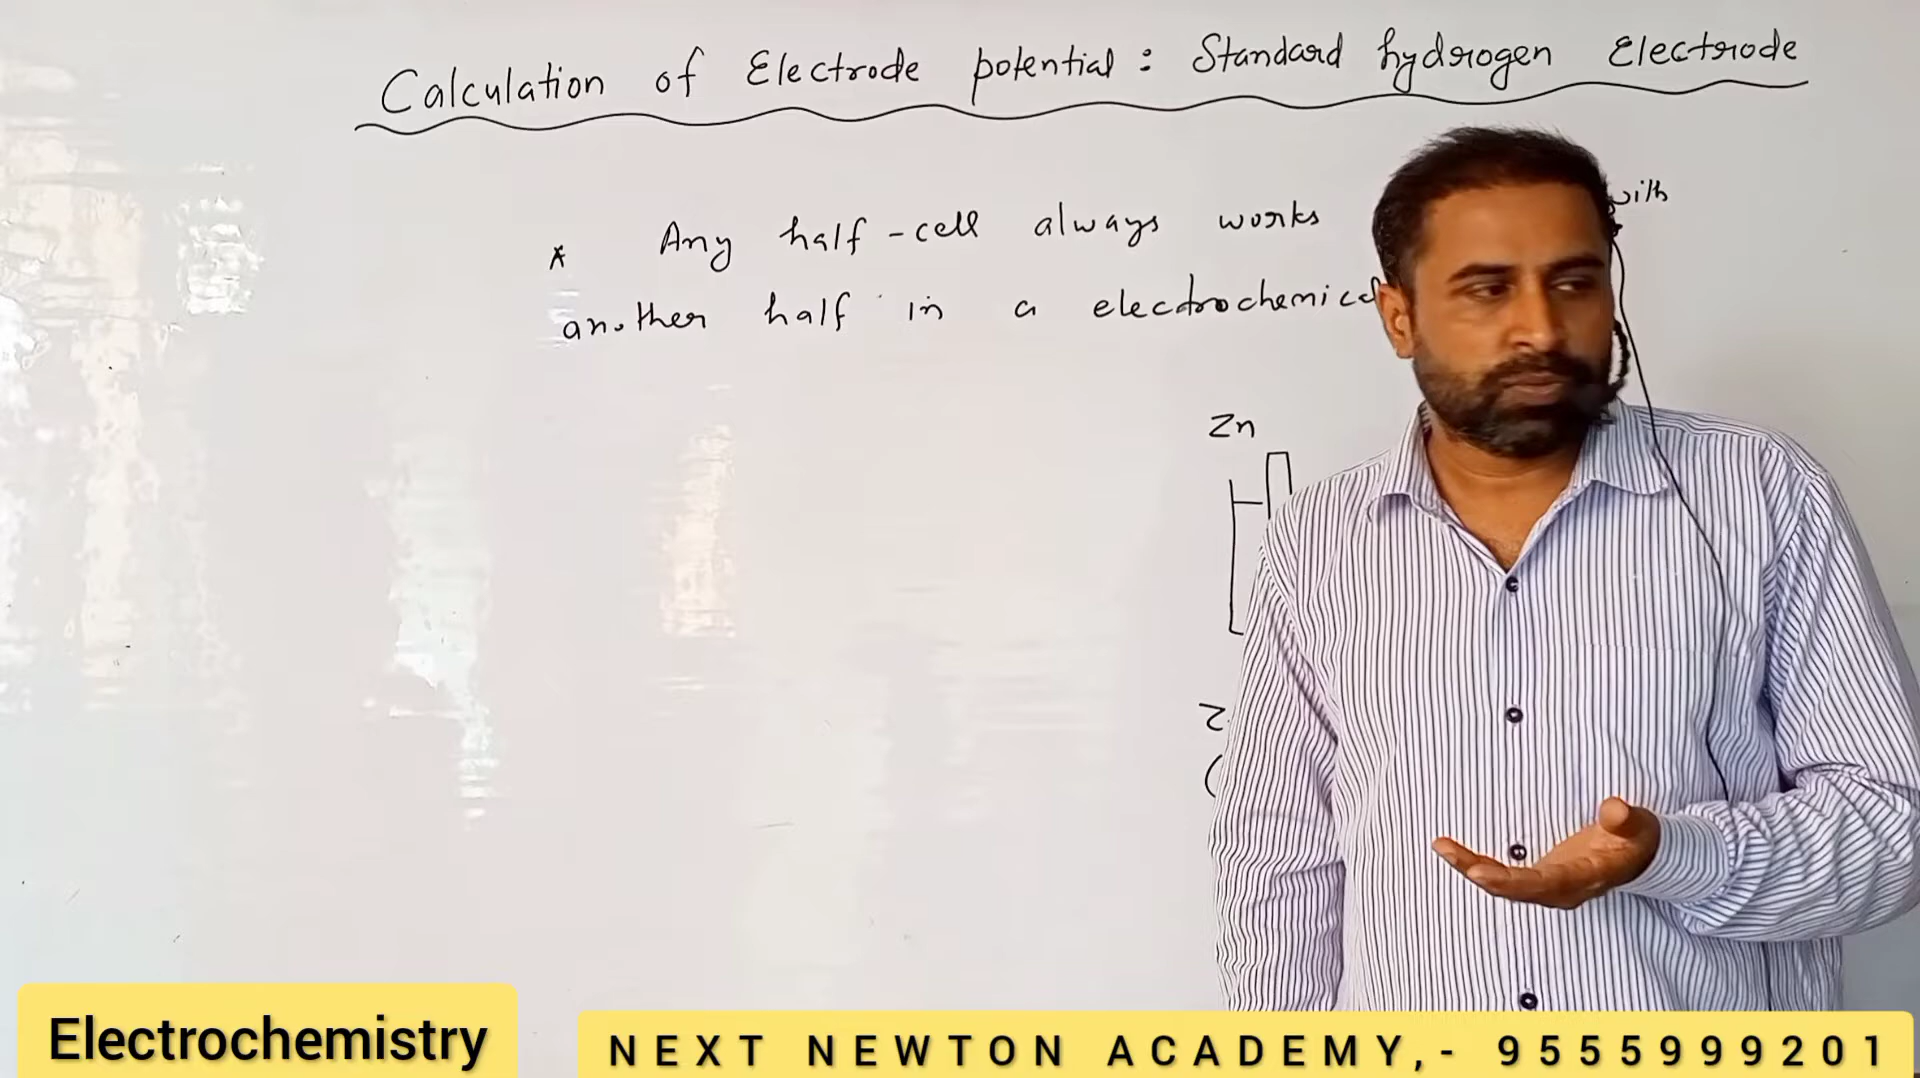 Calculation of Electrode potential : Standard hydrogen Electrode
* Any half-cell always works with
another half in a electrochemical
Zn
Z
(
Electrochemistry
NEXT NEWTON ACADEMY,- 9555999201